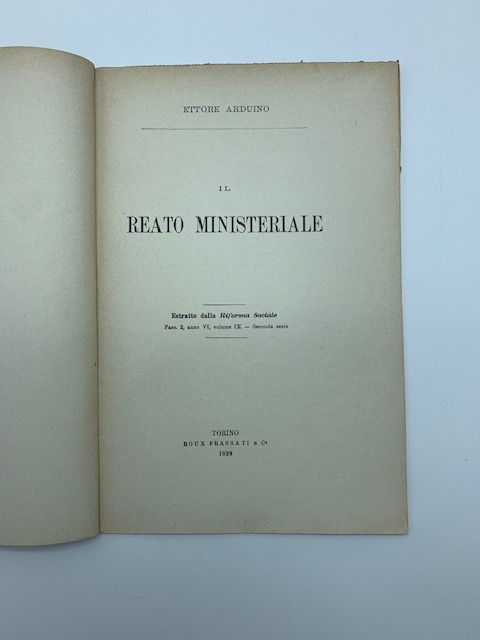 ETTORE ARDUINO
IL
REATO MINISTERIALE
Estratto dalla Riforma Sociale
Fasc. 2, anno VI, volume IX — Seconda serie
TORINO
ROUX FRASSATI E Cº
1899